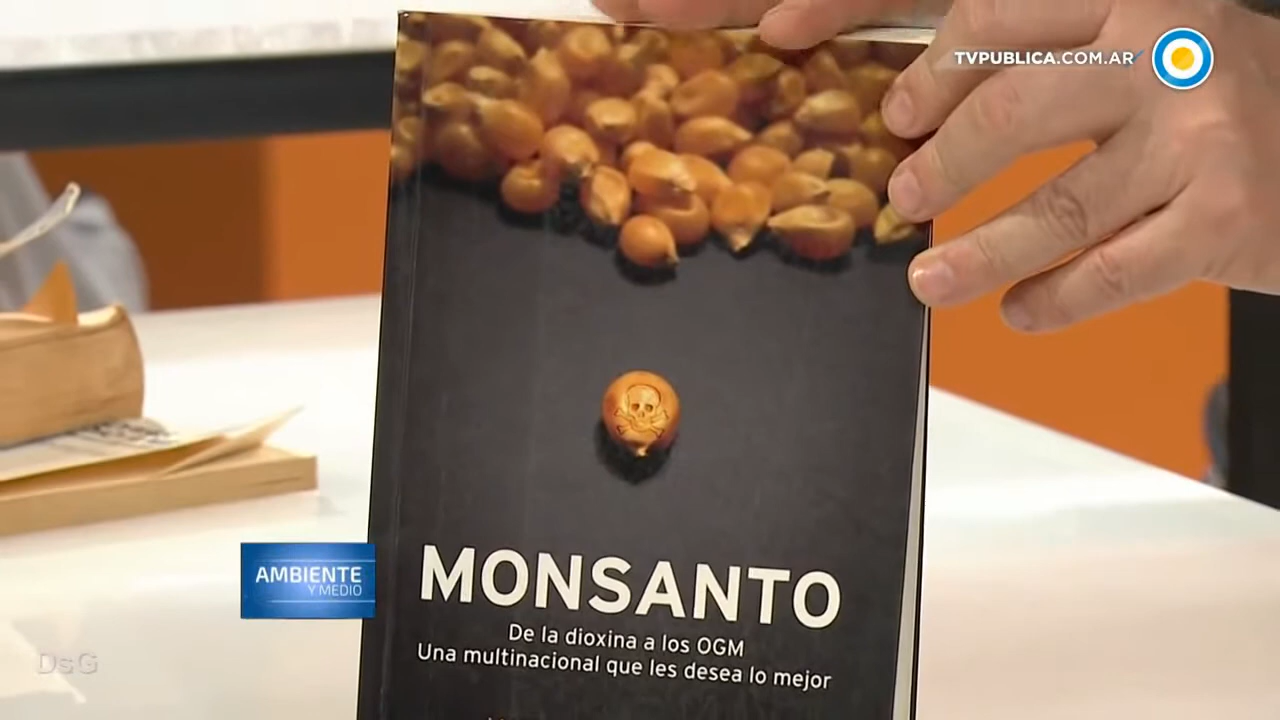 TVPUBLICA.COM.AR
AMBIENTE
Y MEDIO
MONSANTO
De la dioxina a los OGM
Una multinacional que les desea lo mejor
DsG